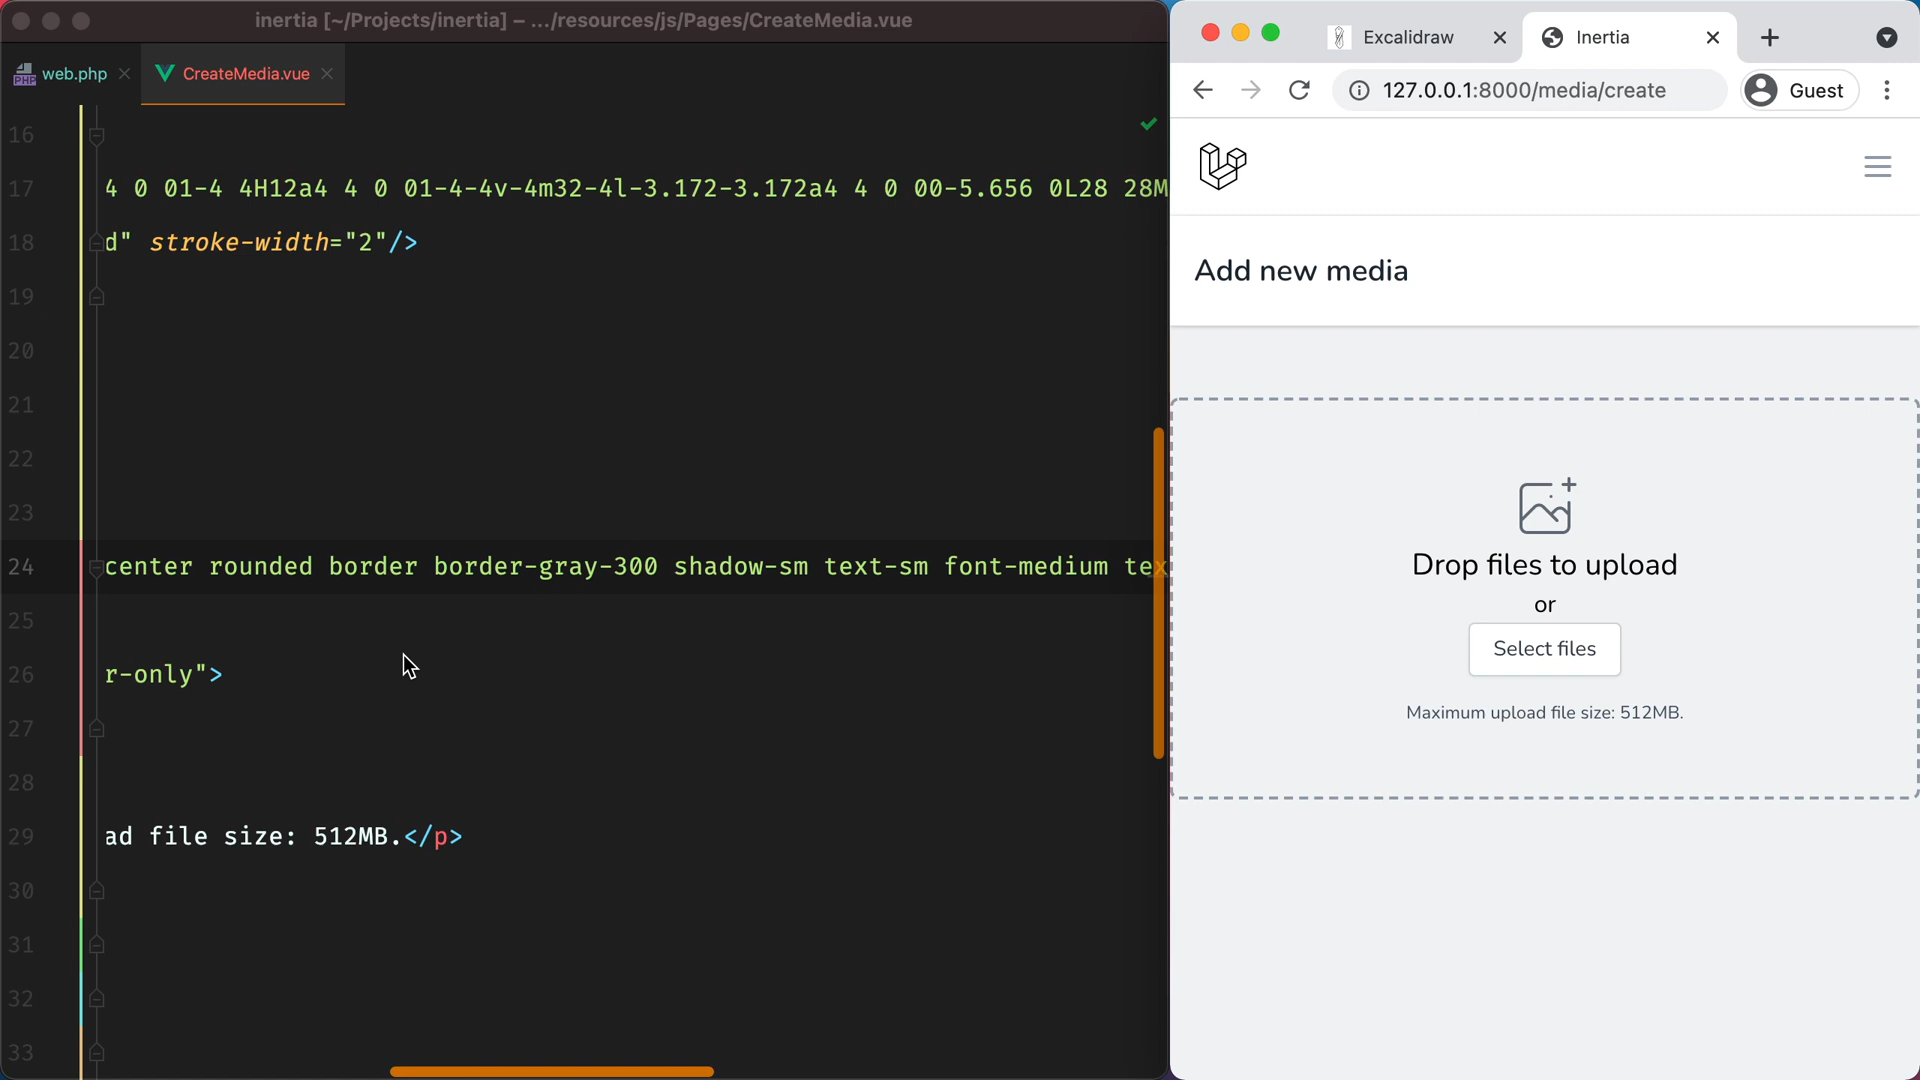 inertia [~/Projects/inertia] – .../resources/js/Pages/CreateMedia.vue
web.php
CreateMedia.vue
16
17 4 0 01-4 4H12a4 4 0 01-4-4v-4m32-4l-3.172-3.172a4 4 0 00-5.656 0L28 28M
18 d" stroke-width="2"/>
19
20
21
22
23
24 center rounded border border-gray-300 shadow-sm text-sm font-medium tex
25
26 r-only">
27
28
29 ad file size: 512MB.</p>
30
31
32
33
Excalidraw
Inertia
127.0.0.1:8000/media/create
Guest
Add new media
Drop files to upload
or
Select files
Maximum upload file size: 512MB.